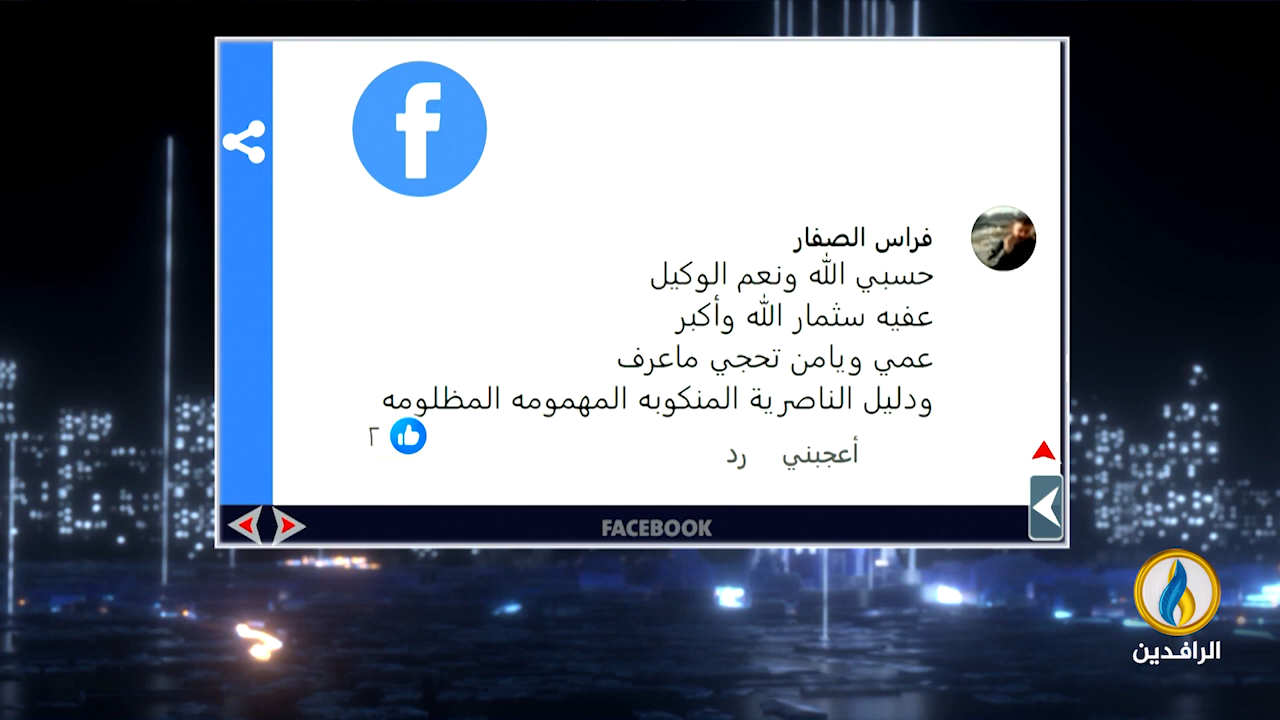 فراس الصفار
حسبي الله ونعم الوكيل
عفيه سثمار الله وأكبر
عمي ويامن تحجي ماعرف
ودليل الناصرية المنكوبه المهمومه المظلومه
٢
أعجبني رد
FACEBOOK
الرافدين